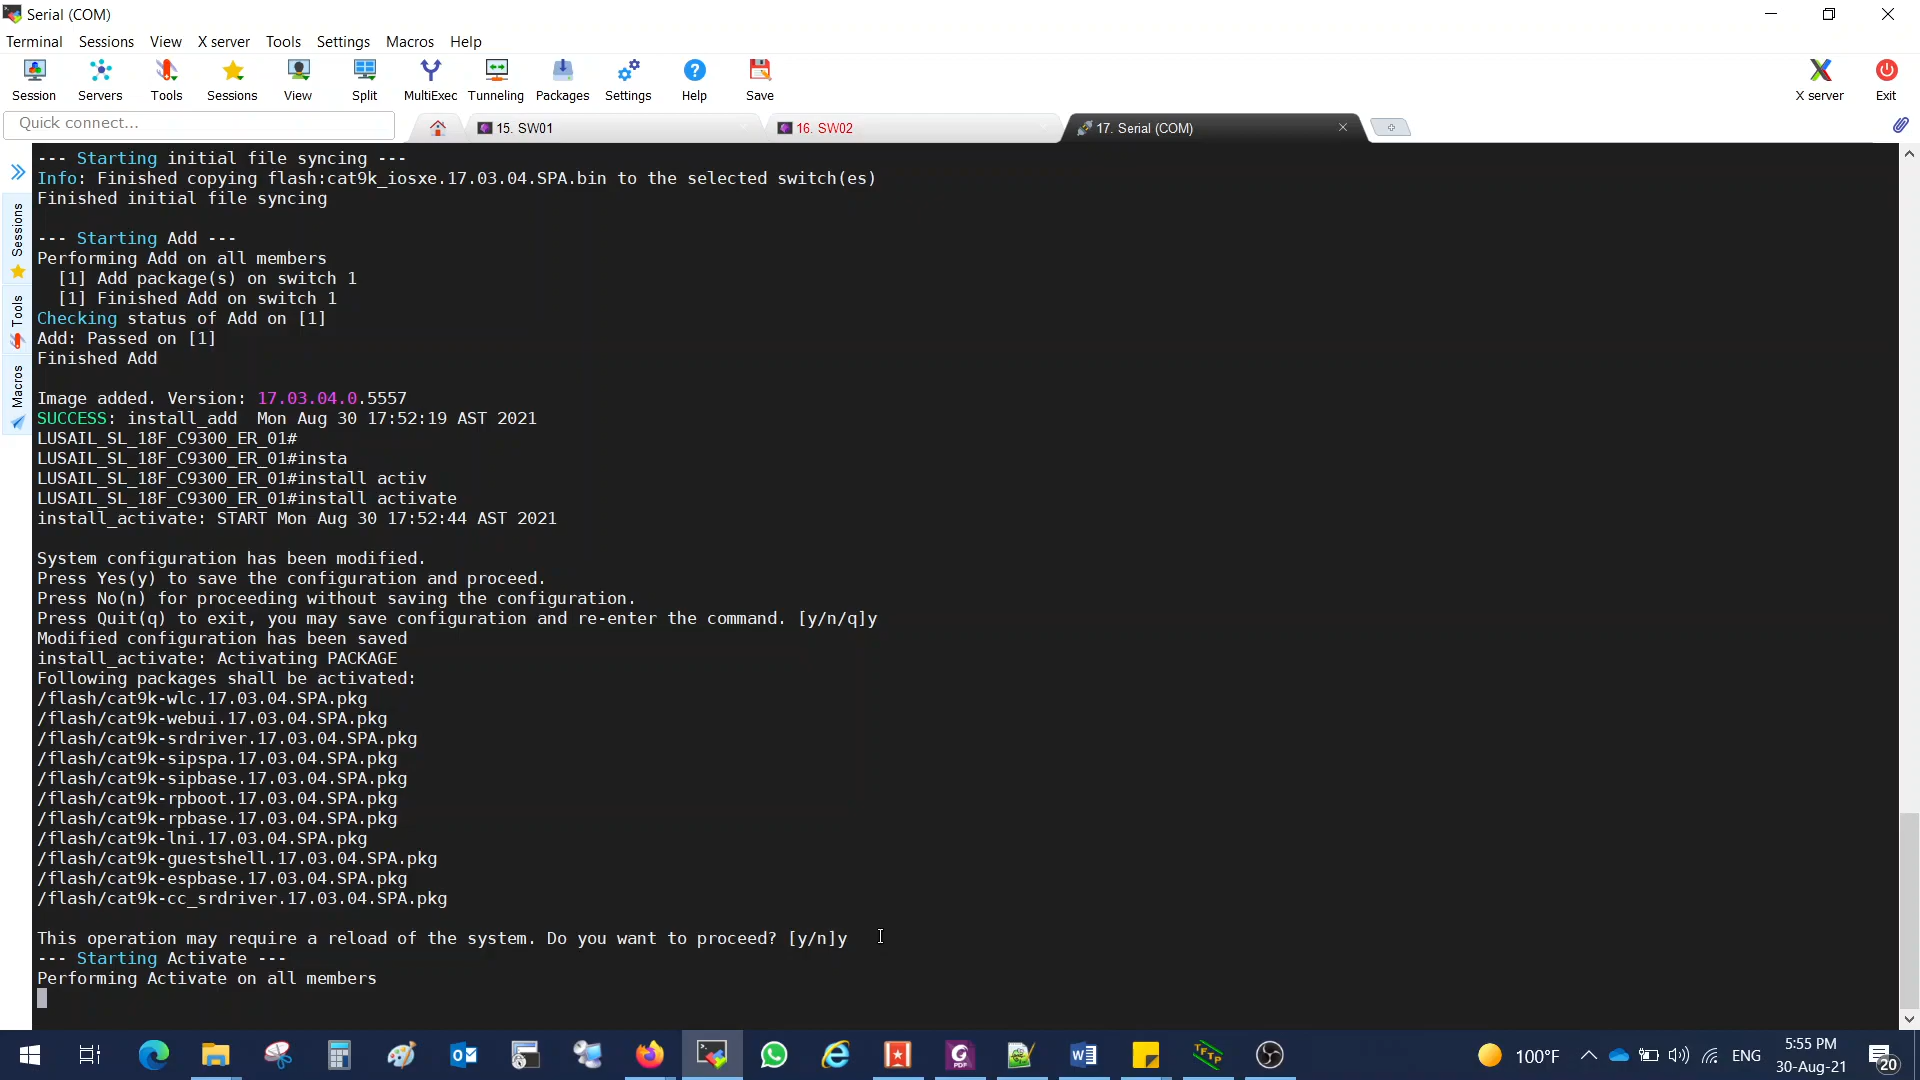 Serial (COM)
Terminal Sessions View X server Tools Settings Macros Help
Session Servers Tools Sessions View Split MultiExec Tunneling Packages Settings Help Save X server Exit
Quick connect... 15. SW01 16. SW02 17. Serial (COM)
Sessions
Tools
Macros
--- Starting initial file syncing ---
Info: Finished copying flash:cat9k_iosxe.17.03.04.SPA.bin to the selected switch(es)
Finished initial file syncing
--- Starting Add ---
Performing Add on all members
[1] Add package(s) on switch 1
[1] Finished Add on switch 1
Checking status of Add on [1]
Add: Passed on [1]
Finished Add
Image added. Version: 17.03.04.0.5557
SUCCESS: install_add Mon Aug 30 17:52:19 AST 2021
LUSAIL_SL_18F_C9300_ER_01#
LUSAIL_SL_18F_C9300_ER_01#insta
LUSAIL_SL_18F_C9300_ER_01#install activ
LUSAIL_SL_18F_C9300_ER_01#install activate
install_activate: START Mon Aug 30 17:52:44 AST 2021
System configuration has been modified.
Press Yes(y) to save the configuration and proceed.
Press No(n) for proceeding without saving the configuration.
Press Quit(q) to exit, you may save configuration and re-enter the command. [y/n/q]y
Modified configuration has been saved
install_activate: Activating PACKAGE
Following packages shall be activated:
/flash/cat9k-wlc.17.03.04.SPA.pkg
/flash/cat9k-webui.17.03.04.SPA.pkg
/flash/cat9k-srdriver.17.03.04.SPA.pkg
/flash/cat9k-sipspa.17.03.04.SPA.pkg
/flash/cat9k-sipbase.17.03.04.SPA.pkg
/flash/cat9k-rpboot.17.03.04.SPA.pkg
/flash/cat9k-rpbase.17.03.04.SPA.pkg
/flash/cat9k-lni.17.03.04.SPA.pkg
/flash/cat9k-guestshell.17.03.04.SPA.pkg
/flash/cat9k-espbase.17.03.04.SPA.pkg
/flash/cat9k-cc_srdriver.17.03.04.SPA.pkg
This operation may require a reload of the system. Do you want to proceed? [y/n]y
--- Starting Activate ---
Performing Activate on all members
100°F ENG 5:55 PM
30-Aug-21 20